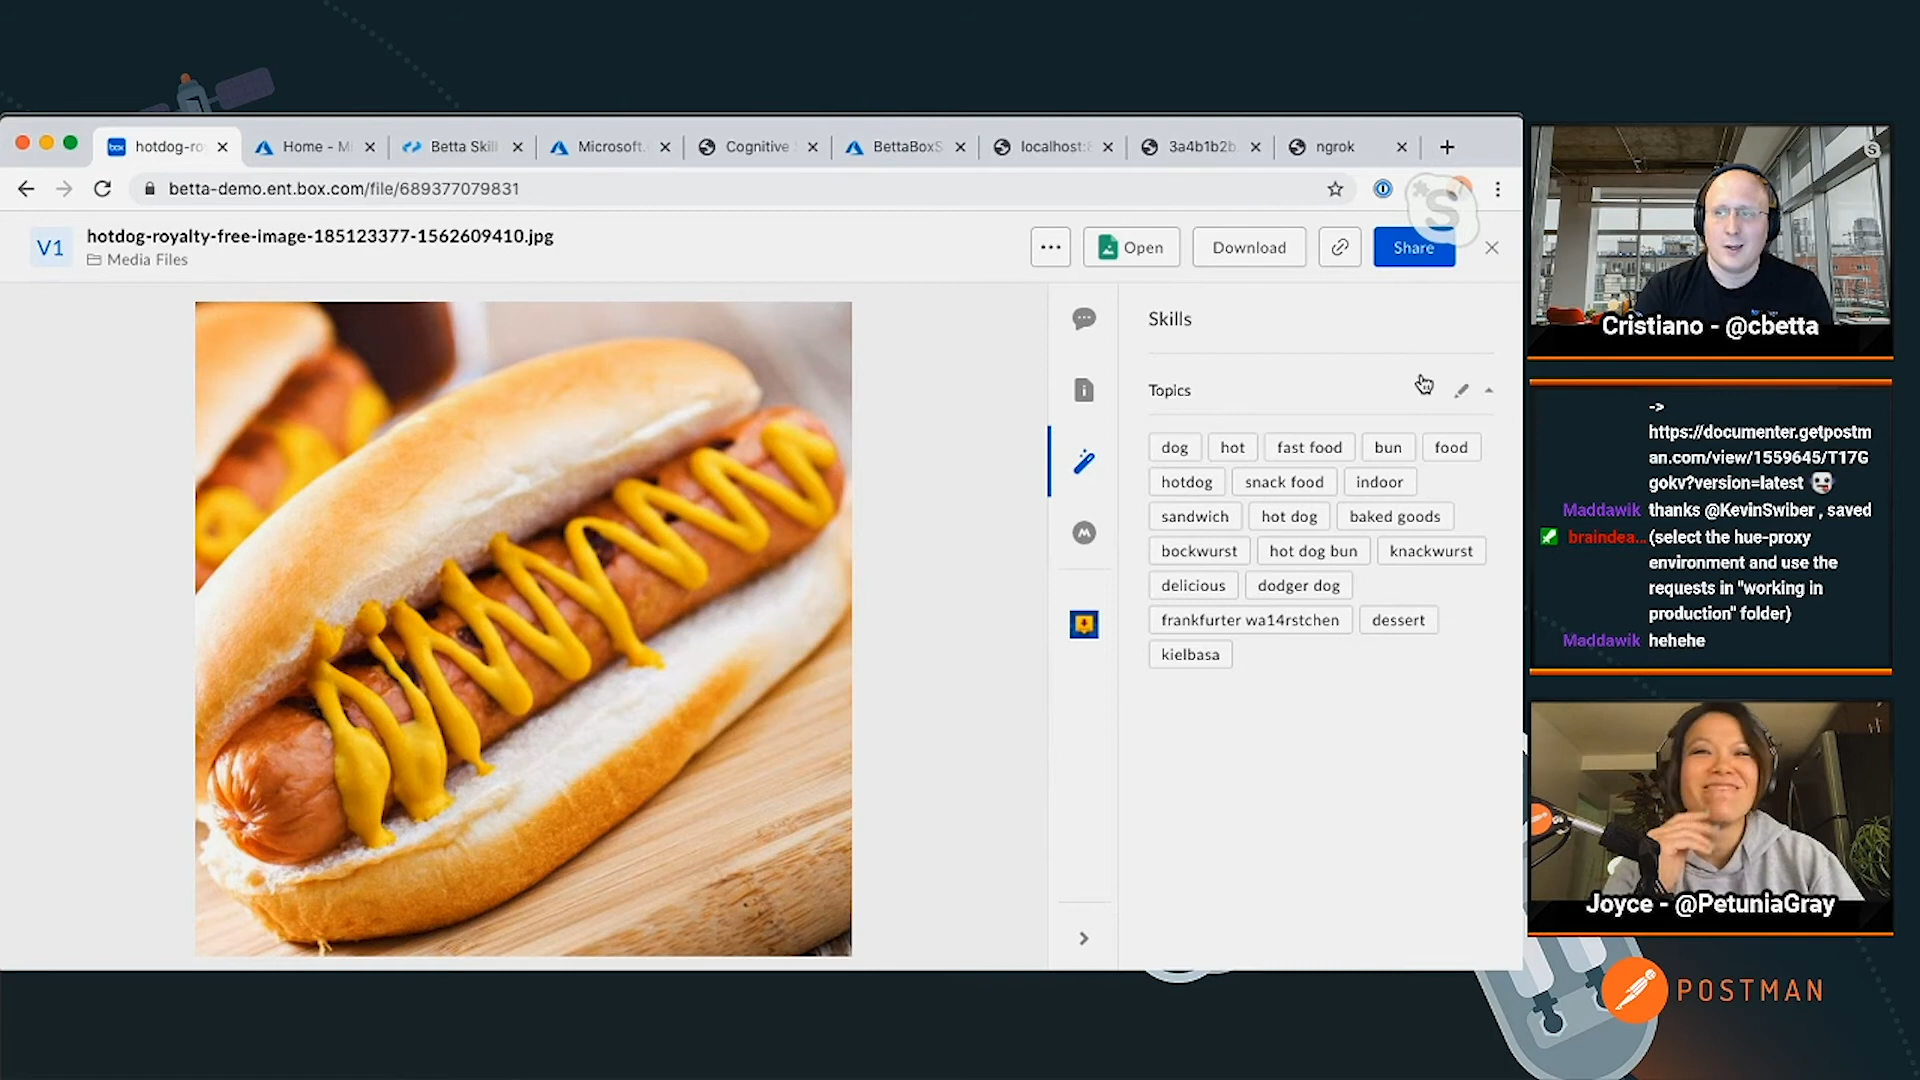 hotdog-ro
Home - M
Betta Skill
Microsoft.
Cognitive
BettaBoxS
localhost:8
3a4b1b2b.
ngrok
betta-demo.ent.box.com/file/689377079831
V1
hotdog-royalty-free-image-185123377-1562609410.jpg
Media Files
Open
Download
Share
Skills
Topics
dog
hot
fast food
bun
food
hotdog
snack food
indoor
sandwich
hot dog
baked goods
bockwurst
hot dog bun
knackwurst
delicious
dodger dog
frankfurter wa14rstchen
dessert
kielbasa
Cristiano - @cbetta
->
https://documenter.getpostm
an.com/view/1559645/T17G
gokv?version=latest
Maddawik thanks @KevinSwiber , saved
braindea... (select the hue-proxy
environment and use the
requests in "working in
production" folder)
Maddawik hehehe
Joyce - @PetuniaGray
POSTMAN